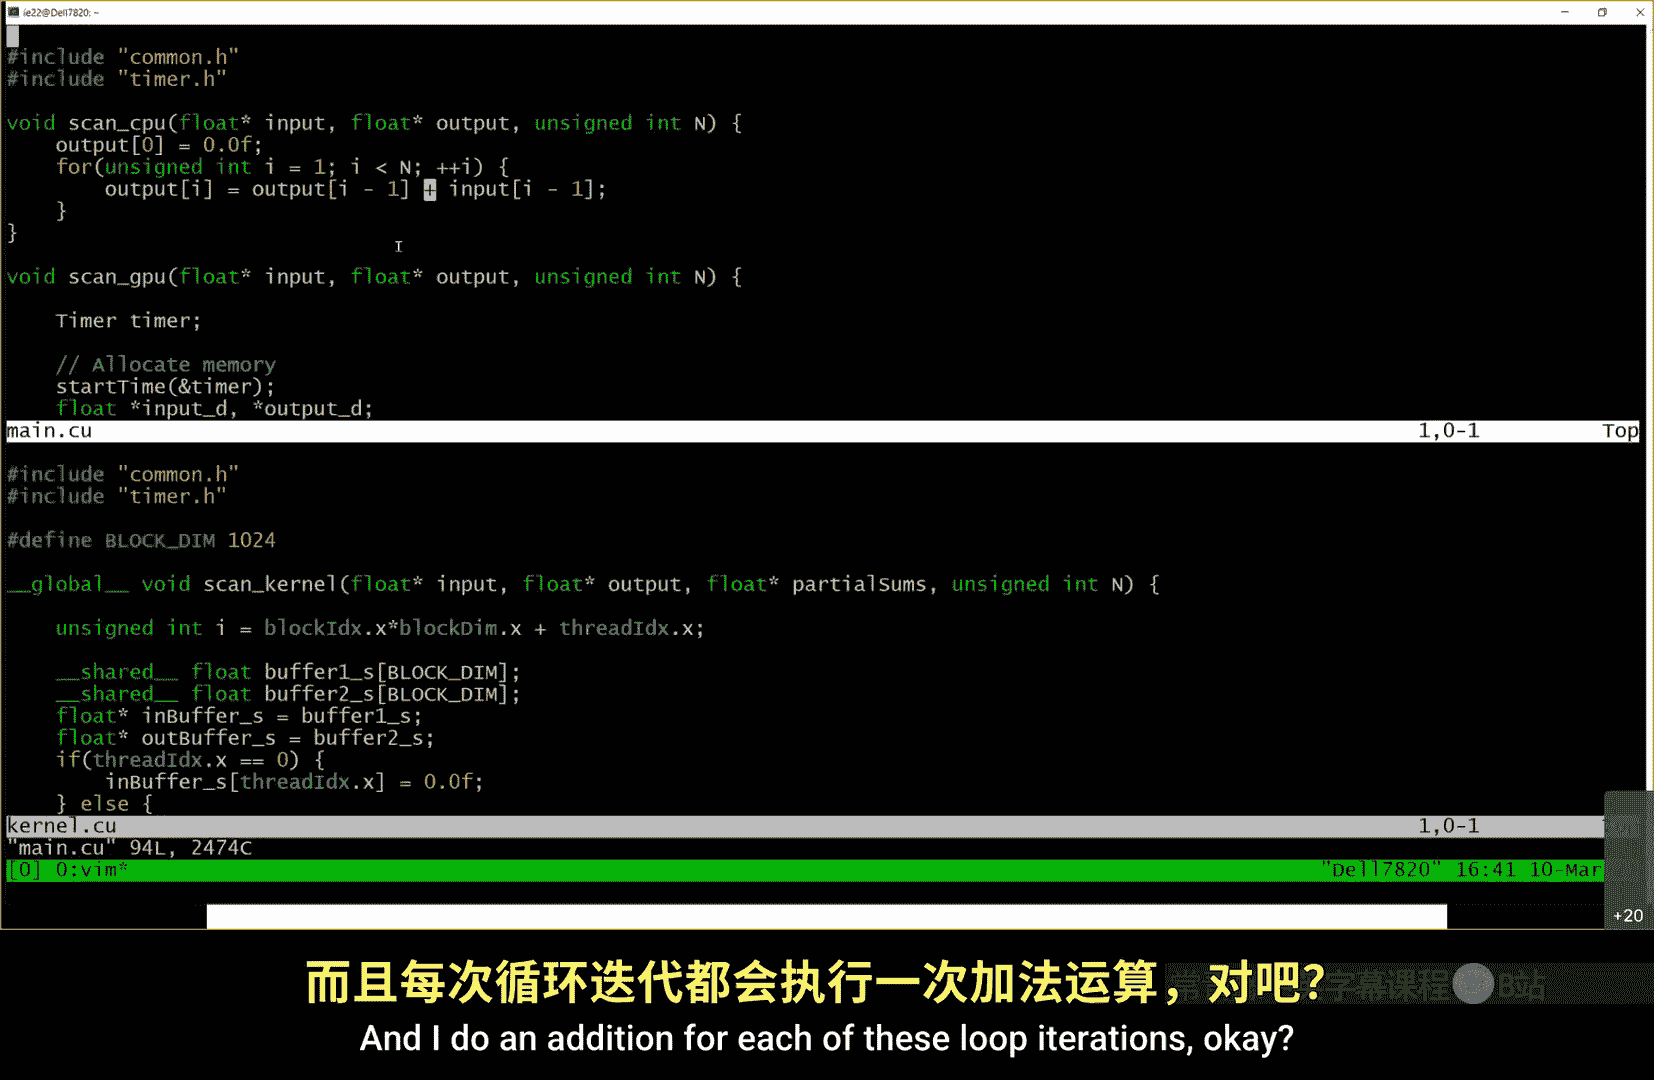 ie22@Dell7820: ~
#include "common.h"
#include "timer.h"
void scan_cpu(float* input, float* output, unsigned int N) {
    output[0] = 0.0f;
    for(unsigned int i = 1; i < N; ++i) {
        output[i] = output[i - 1] + input[i - 1];
    }
}
void scan_gpu(float* input, float* output, unsigned int N) {
    Timer timer;
    // Allocate memory
    startTime(&timer);
    float *input_d, *output_d;
main.cu 1,0-1 Top
#include "common.h"
#include "timer.h"
#define BLOCK_DIM 1024
__global__ void scan_kernel(float* input, float* output, float* partialSums, unsigned int N) {
    unsigned int i = blockIdx.x*blockDim.x + threadIdx.x;
    __shared__ float buffer1_s[BLOCK_DIM];
    __shared__ float buffer2_s[BLOCK_DIM];
    float* inBuffer_s = buffer1_s;
    float* outBuffer_s = buffer2_s;
    if(threadIdx.x == 0) {
        inBuffer_s[threadIdx.x] = 0.0f;
    } else {
kernel.cu 1,0-1
"main.cu" 94L, 2474C
[0] 0:vim* "Dell7820" 16:41 10-Mar
+20
而且每次循环迭代都会执行一次加法运算，对吧？
字幕课程 B站
And I do an addition for each of these loop iterations, okay?